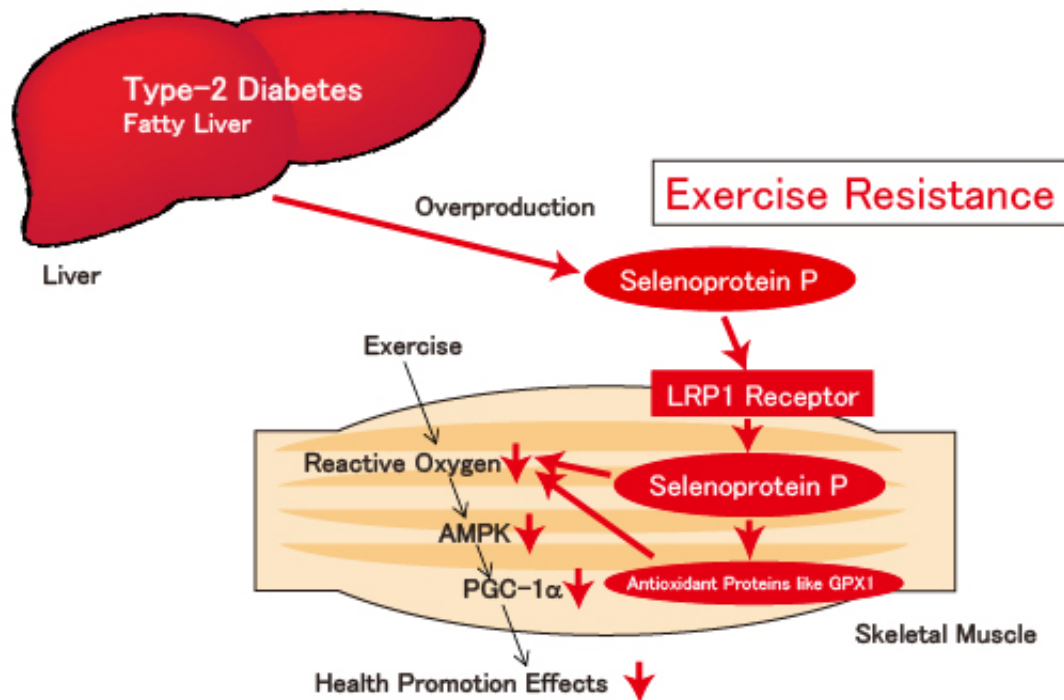 Type-2 Diabetes
Fatty Liver
Liver
Overproduction
Exercise Resistance
Selenoprotein P
Exercise
LRP1 Receptor
Reactive Oxygen
Selenoprotein P
AMPK
PGC-1α
Antioxidant Proteins like GPX1
Skeletal Muscle
Health Promotion Effects